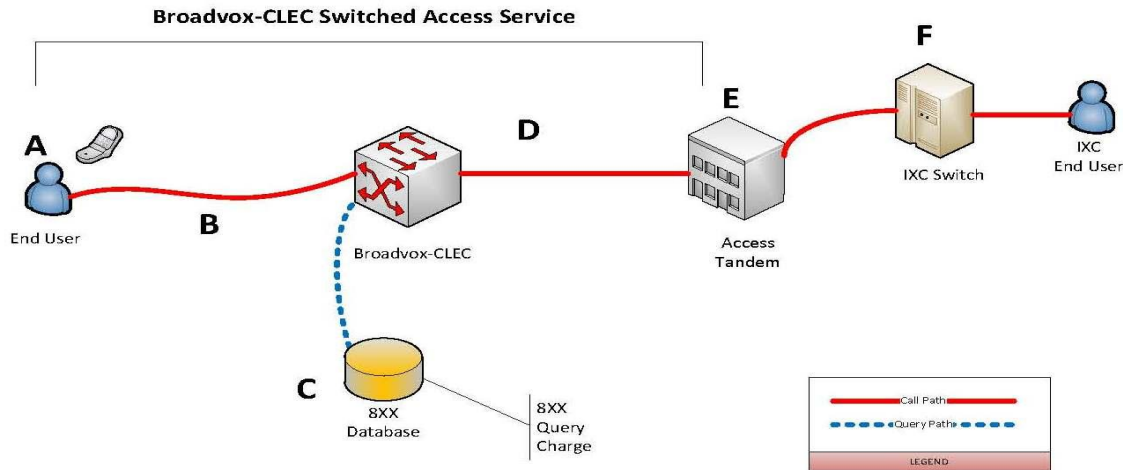 Broadvox-CLEC Switched Access Service
F
E
A
D
B
IXC Switch
IXC
End User
End User
Broadvox-CLEC
Access
Tandem
C
8XX
Database
8XX
Query
Charge
Call Path
Query Path
LEGEND